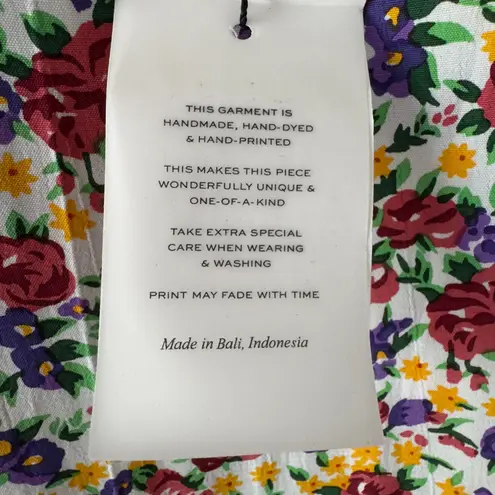 THIS GARMENT IS
HANDMADE, HAND-DYED
& HAND-PRINTED
THIS MAKES THIS PIECE
WONDERFULLY UNIQUE &
ONE-OF-A-KIND
TAKE EXTRA SPECIAL
CARE WHEN WEARING
& WASHING
PRINT MAY FADE WITH TIME
Made in Bali, Indonesia